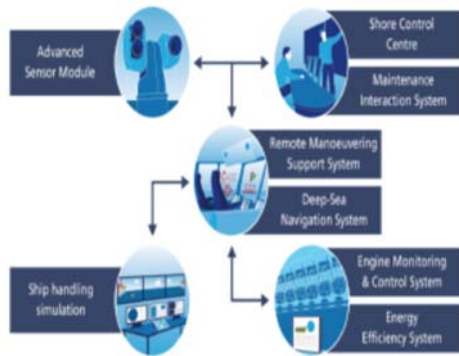 Advanced
Sensor Module
Shore Control
Centre
Maintenance
Interaction System
Remote Manoeuvering
Support System
Deep-Sea
Navigation System
Ship handling
simulation
Engine Monitoring
& Control System
Energy
Efficiency System